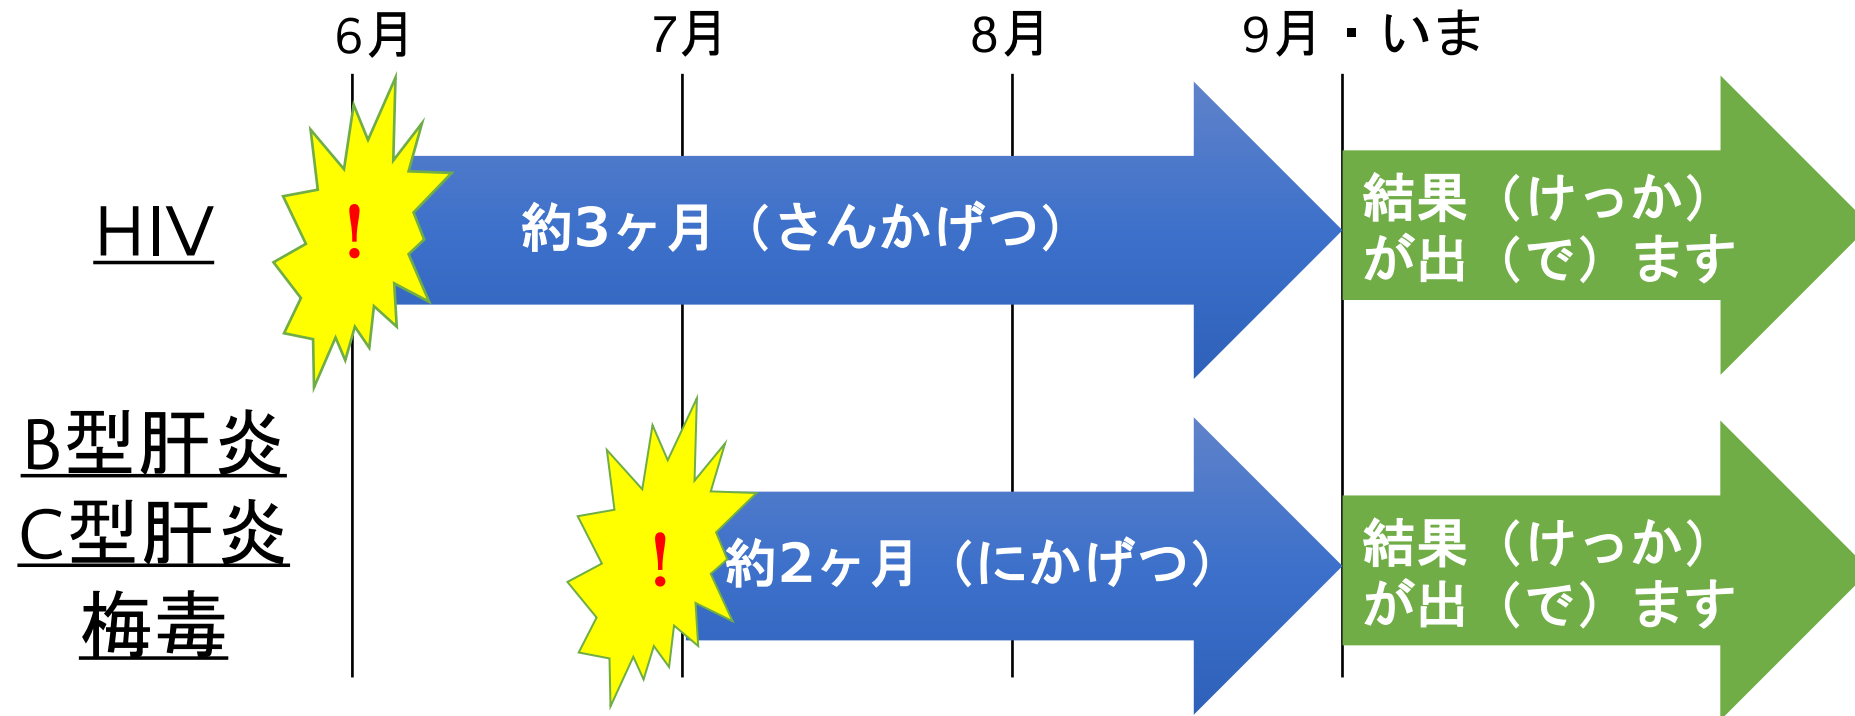 6月
7月
8月
9月・いま
HIV
!
約3ヶ月（さんかげつ）
結果（けっか）
が出（で）ます
B型肝炎
C型肝炎
梅毒
!
約2ヶ月（にかげつ）
結果（けっか）
が出（で）ます